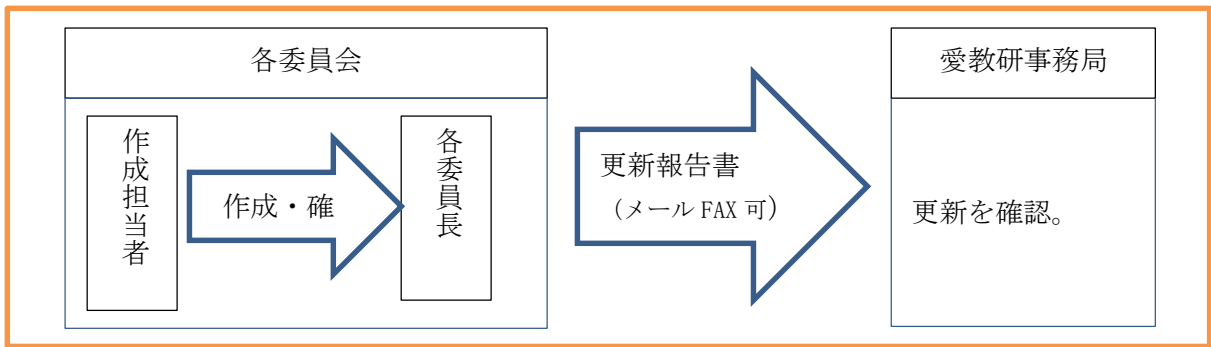 各委員会
作成担当者
作成・確
各委員長
更新報告書
（メール FAX 可）
愛教研事務局
更新を確認。